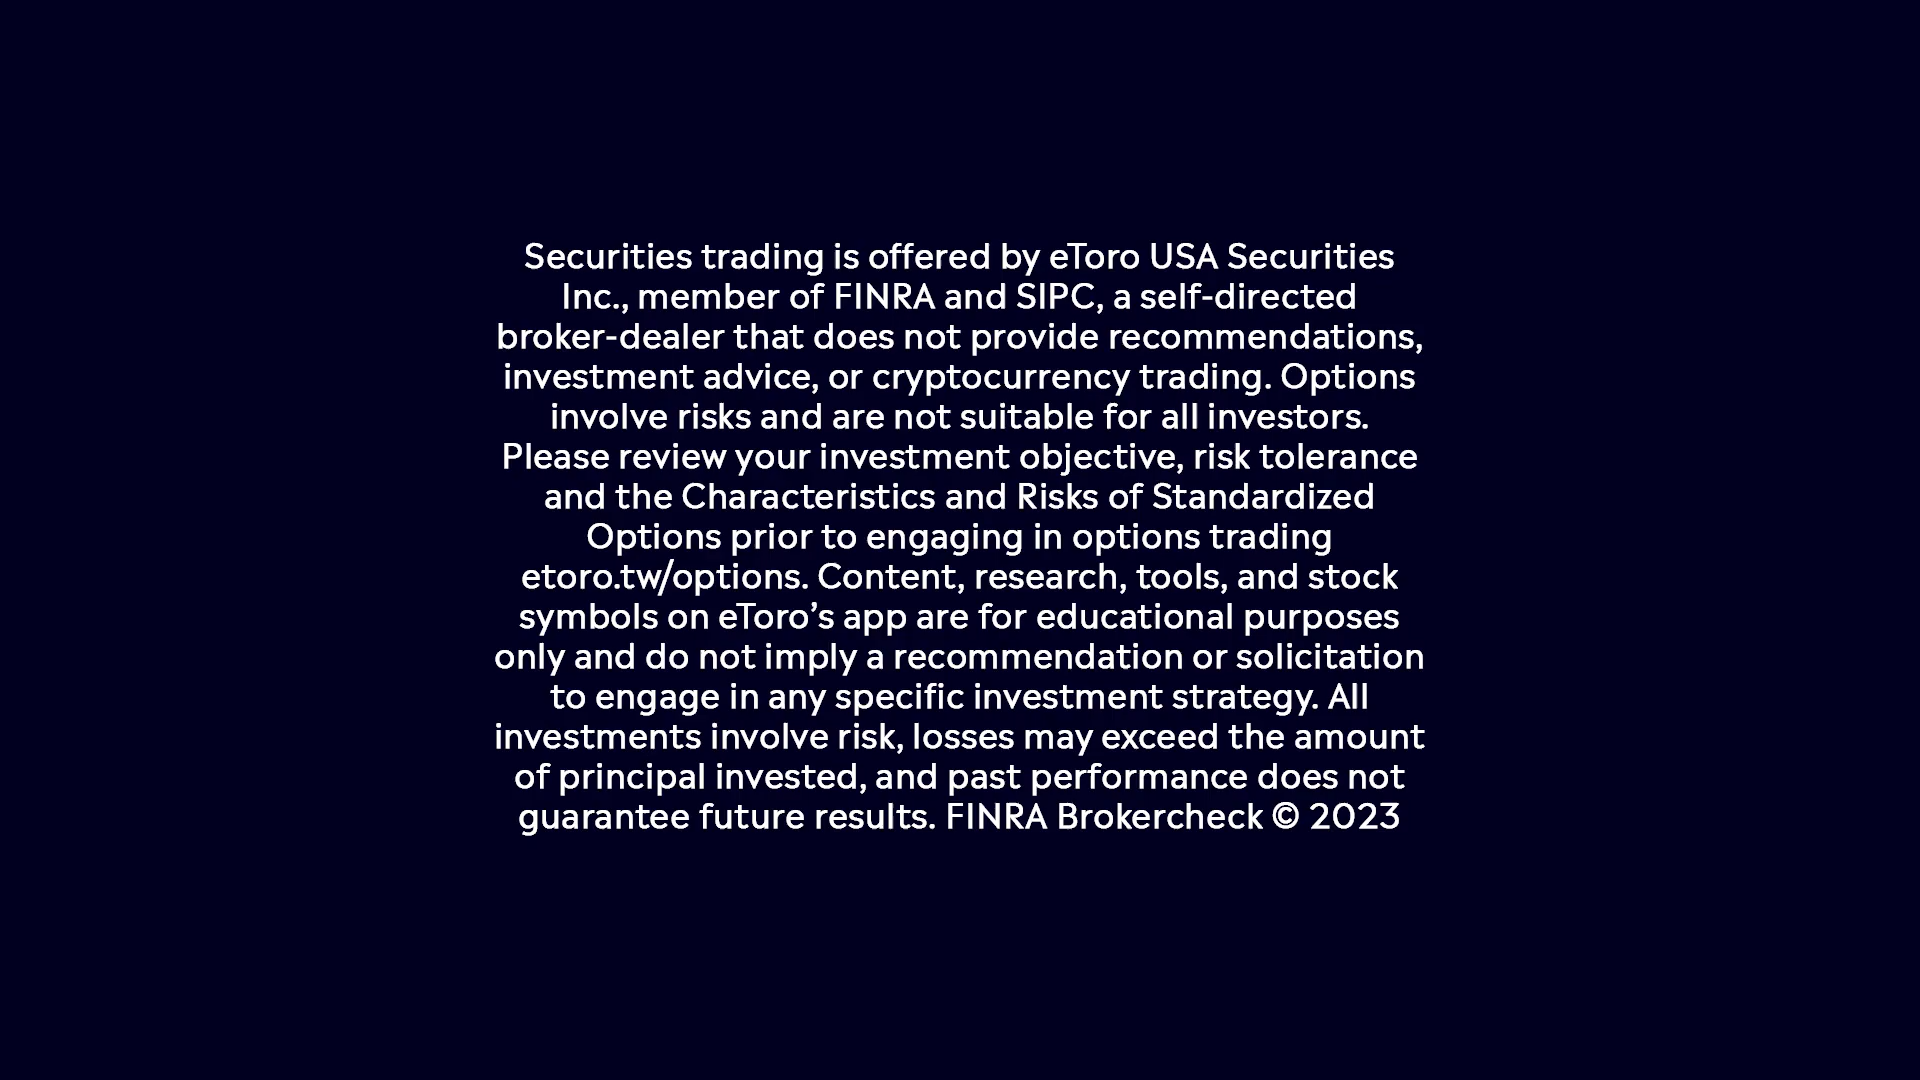 Securities trading is offered by eToro USA Securities
Inc., member of FINRA and SIPC, a self-directed
broker-dealer that does not provide recommendations,
investment advice, or cryptocurrency trading. Options
involve risks and are not suitable for all investors.
Please review your investment objective, risk tolerance
and the Characteristics and Risks of Standardized
Options prior to engaging in options trading
etoro.tw/options. Content, research, tools, and stock
symbols on eToro’s app are for educational purposes
only and do not imply a recommendation or solicitation
to engage in any specific investment strategy. All
investments involve risk, losses may exceed the amount
of principal invested, and past performance does not
guarantee future results. FINRA Brokercheck © 2023